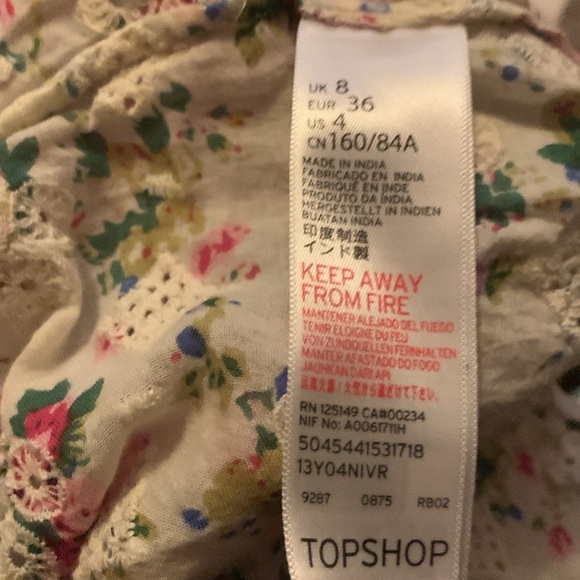 UK 8
EUR 36
US 4
CN 160/84A
MADE IN INDIA
FABRICADO EN INDIA
FABRIQUÉ EN INDE
PRODUTO DA INDIA
HERGESTELLT IN INDIEN
BUATAN INDIA
印度制造
インド製
KEEP AWAY
FROM FIRE
MANTENER ALEJADO DEL FUEGO
TENIR ELOIGNE DU FEU
VON ZUNDQUELLEN FERNHALTEN
MANTER AFASTADO DO FOGO
JAUHKAN DARI API
RN 125149 CA#00234
NIF No: A0061711H
5045441531718
13Y04NIVR
9287 0875 RB02
TOPSHOP